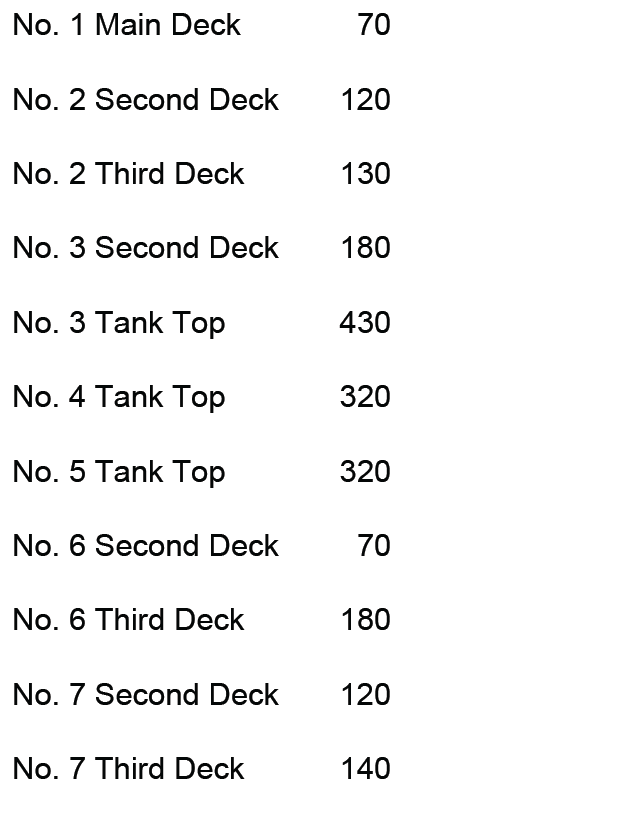 No. 1 Main Deck 70
No. 2 Second Deck 120
No. 2 Third Deck 130
No. 3 Second Deck 180
No. 3 Tank Top 430
No. 4 Tank Top 320
No. 5 Tank Top 320
No. 6 Second Deck 70
No. 6 Third Deck 180
No. 7 Second Deck 120
No. 7 Third Deck 140